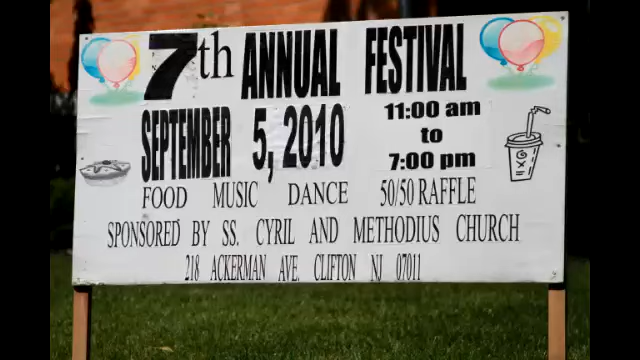 7th ANNUAL FESTIVAL
SEPTEMBER 5, 2010
11:00 am
to
7:00 pm
FOOD MUSIC DANCE 50/50 RAFFLE
SPONSORED BY SS. CYRIL AND METHODIUS CHURCH
218 ACKERMAN AVE. CLIFTON NJ 07011